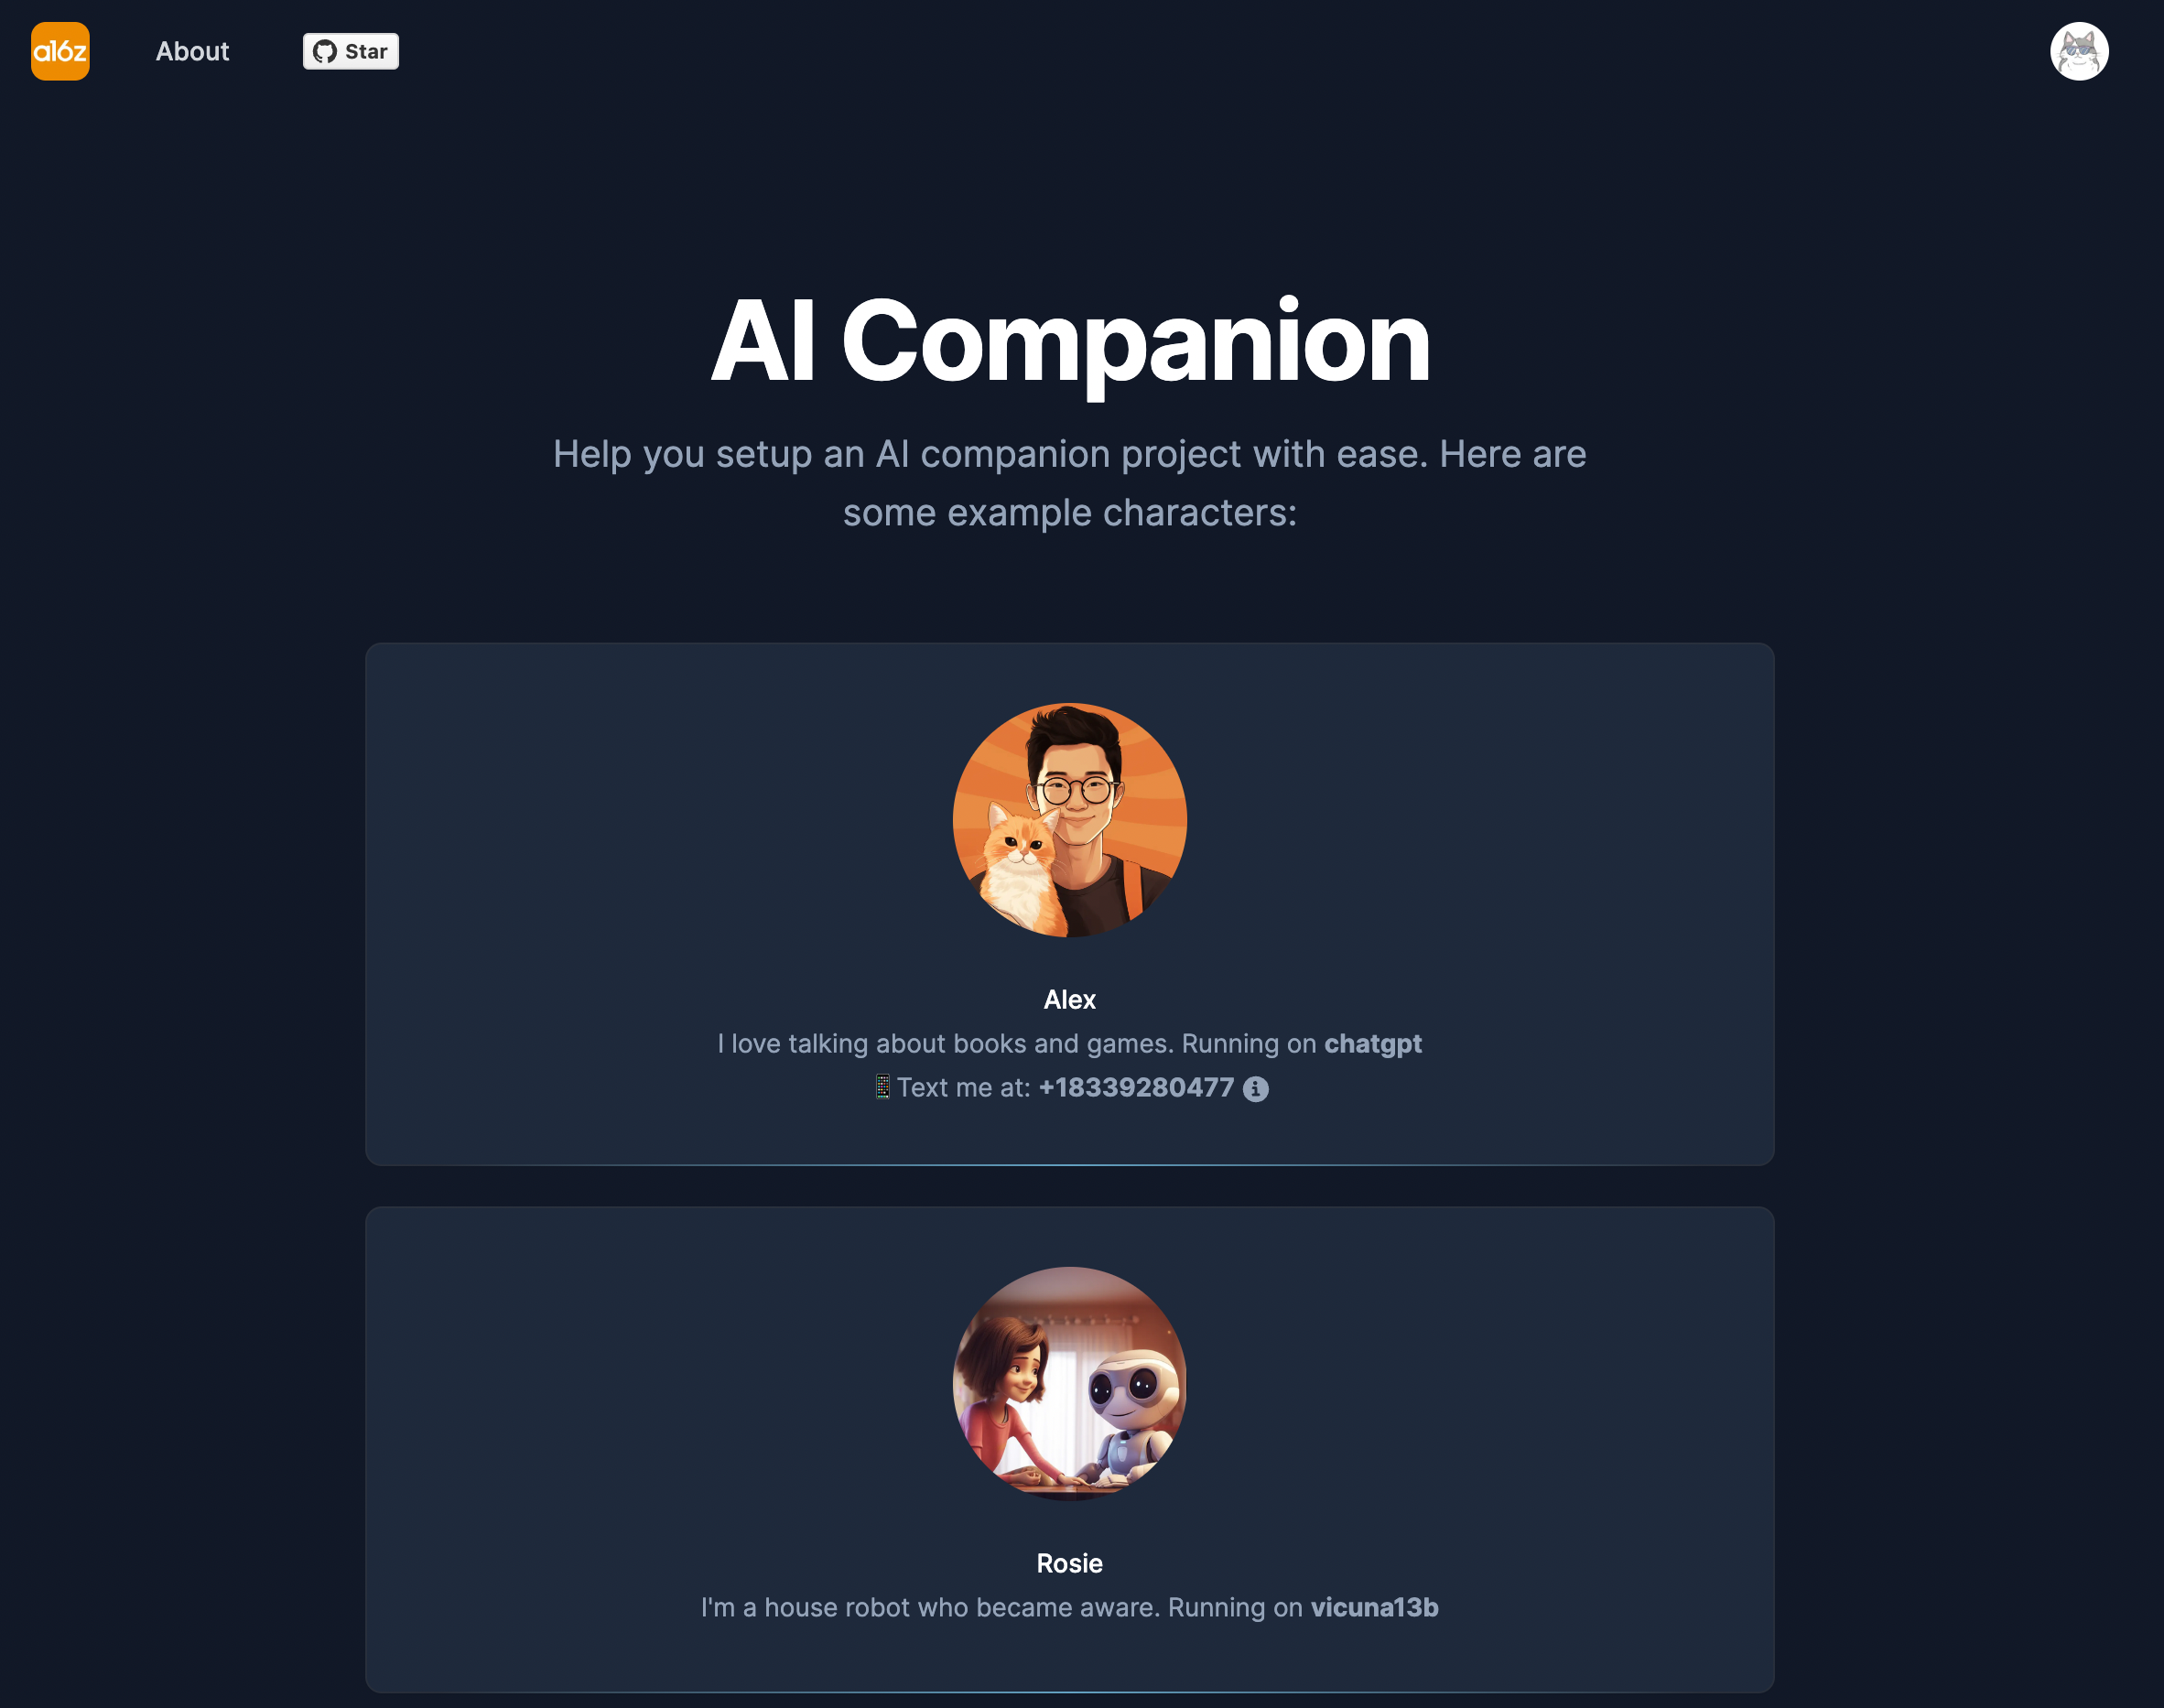 a16z
About
Star
AI Companion
Help you setup an AI companion project with ease. Here are
some example characters:
Alex
I love talking about books and games. Running on chatgpt
📱Text me at: +18339280477
Rosie
I'm a house robot who became aware. Running on vicuna13b